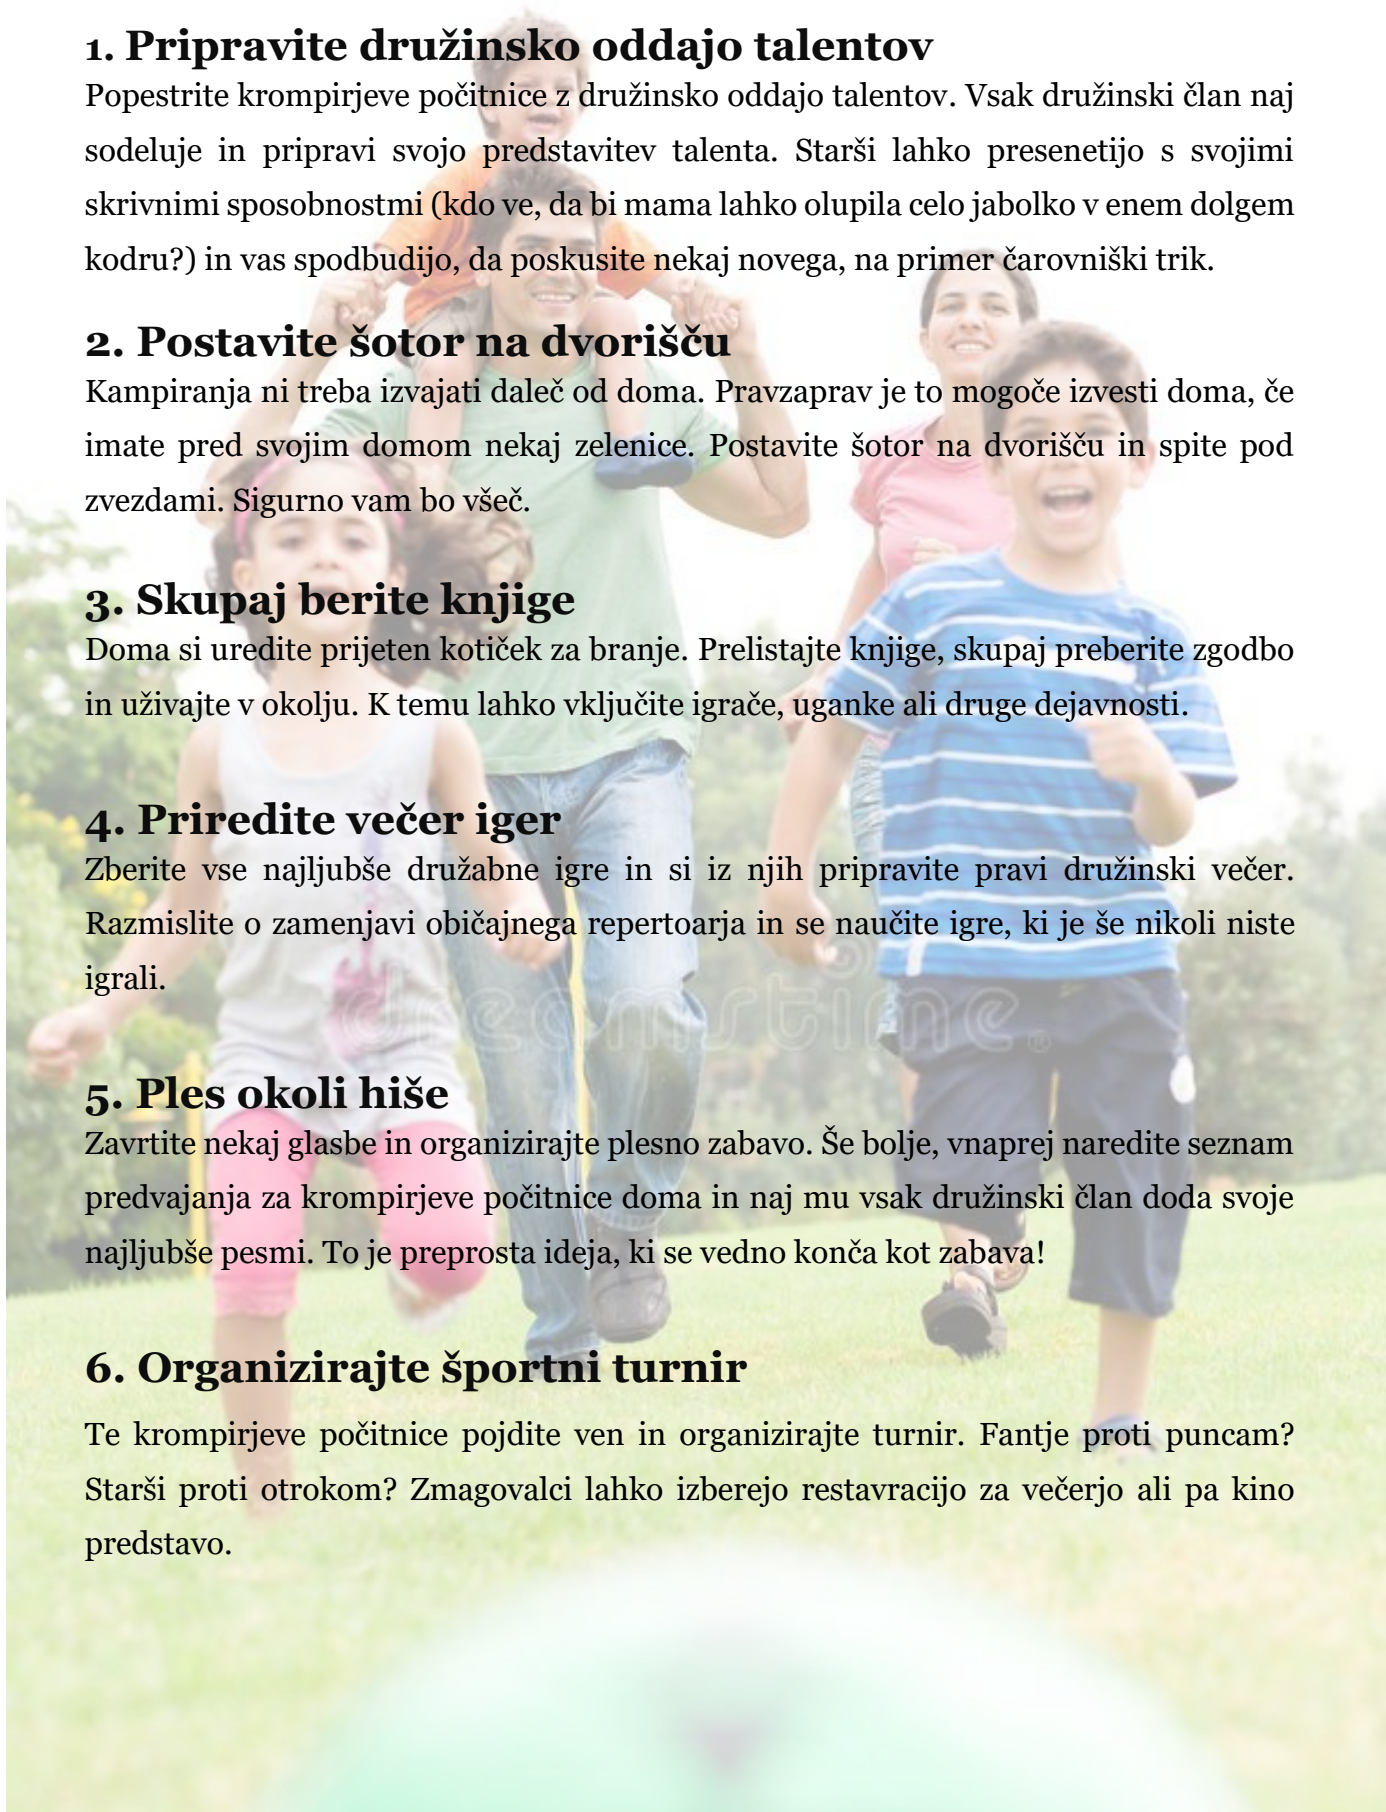 1. Pripravite družinsko oddajo talentov
Popestrite krompirjeve počitnice z družinsko oddajo talentov. Vsak družinski član naj
sodeluje in pripravi svojo predstavitev talenta. Starši lahko presenetijo s svojimi
skrivnimi sposobnostmi (kdo ve, da bi mama lahko olupila celo jabolko v enem dolgem
kodru?) in vas spodbudijo, da poskusite nekaj novega, na primer čarovniški trik.
2. Postavite šotor na dvorišču
Kampiranja ni treba izvajati daleč od doma. Pravzaprav je to mogoče izvesti doma, če
imate pred svojim domom nekaj zelenice. Postavite šotor na dvorišču in spite pod
zvezdami. Sigurno vam bo všeč.
3. Skupaj berite knjige
Doma si uredite prijeten kotiček za branje. Prelistajte knjige, skupaj preberite zgodbo
in uživajte v okolju. K temu lahko vključite igrače, uganke ali druge dejavnosti.
4. Priredite večer iger
Zberite vse najljubše družabne igre in si iz njih pripravite pravi družinski večer.
Razmislite o zamenjavi običajnega repertoarja in se naučite igre, ki je še nikoli niste
igrali.
dreamstime®
5. Ples okoli hiše
Zavrtite nekaj glasbe in organizirajte plesno zabavo. Še bolje, vnaprej naredite seznam
predvajanja za krompirjeve počitnice doma in naj mu vsak družinski član doda svoje
najljubše pesmi. To je preprosta ideja, ki se vedno konča kot zabava!
6. Organizirajte športni turnir
Te krompirjeve počitnice pojdite ven in organizirajte turnir. Fantje proti puncam?
Starši proti otrokom? Zmagovalci lahko izberejo restavracijo za večerjo ali pa kino
predstavo.